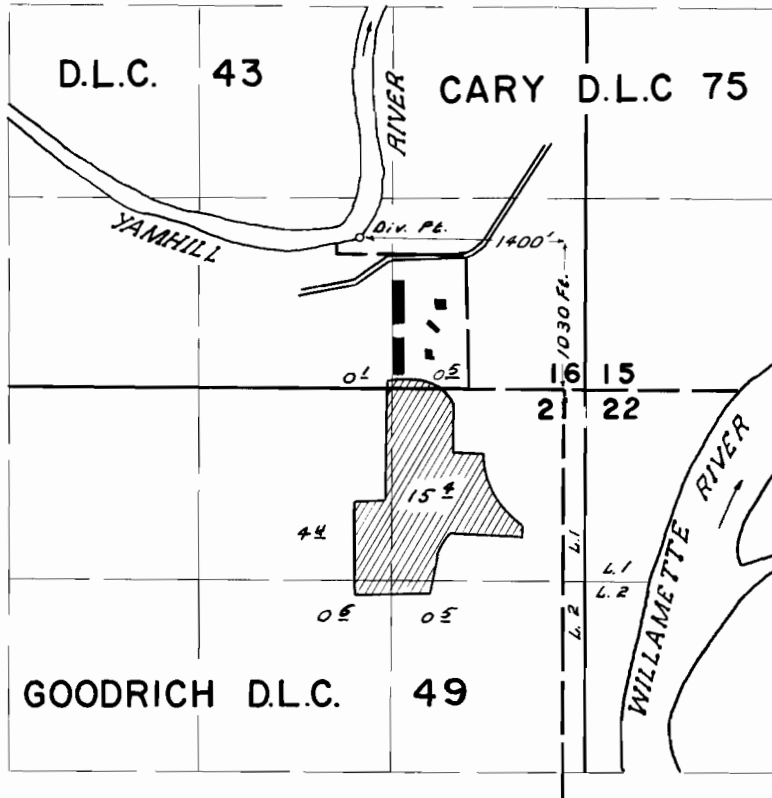 D.L.C. 43
CARY D.L.C 75
RIVER
YAMHILL
Div. Pt.
1400'
1030 Ft.
0 1
0 5
16 15
21 22
15 4
4 4
L.1
L.1
L.2
L.2
0 6
0 5
WILLAMETTE RIVER
GOODRICH D.L.C. 49